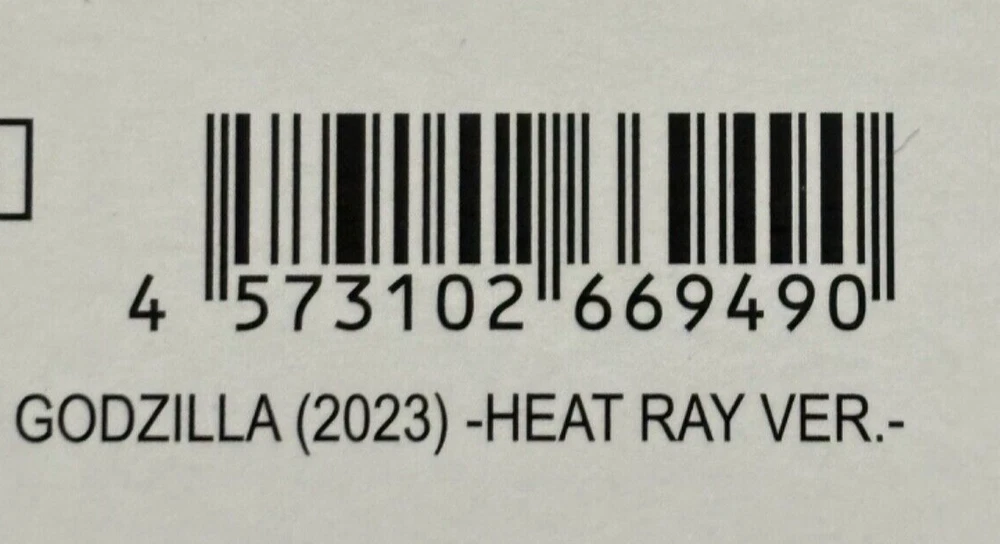 4 573102 669490
GODZILLA (2023) -HEAT RAY VER.-